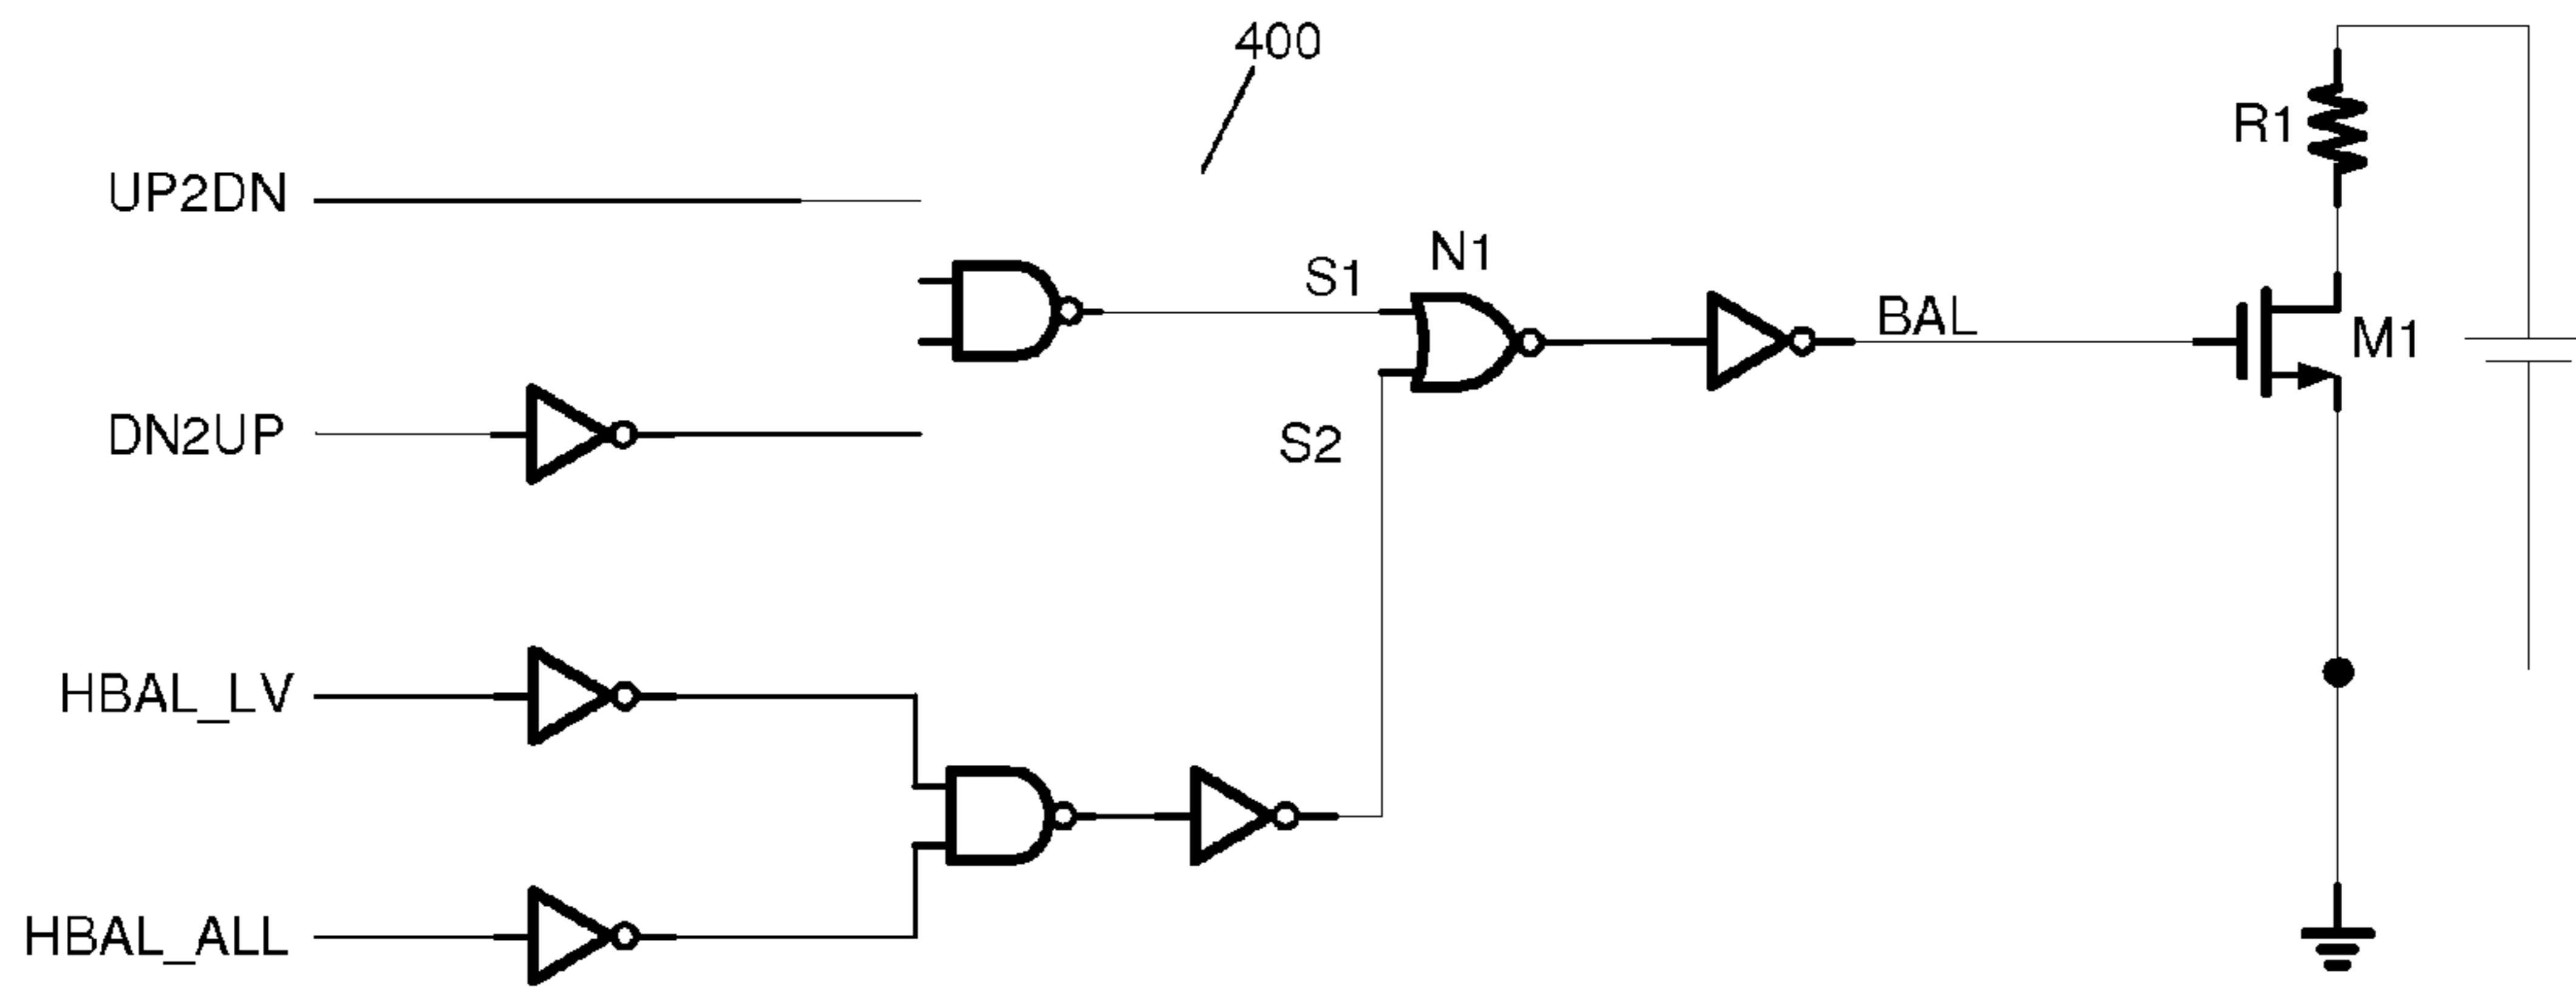 400
R1
UP2DN
S1
N1
BAL
M1
DN2UP
S2
HBAL_LV
HBAL_ALL